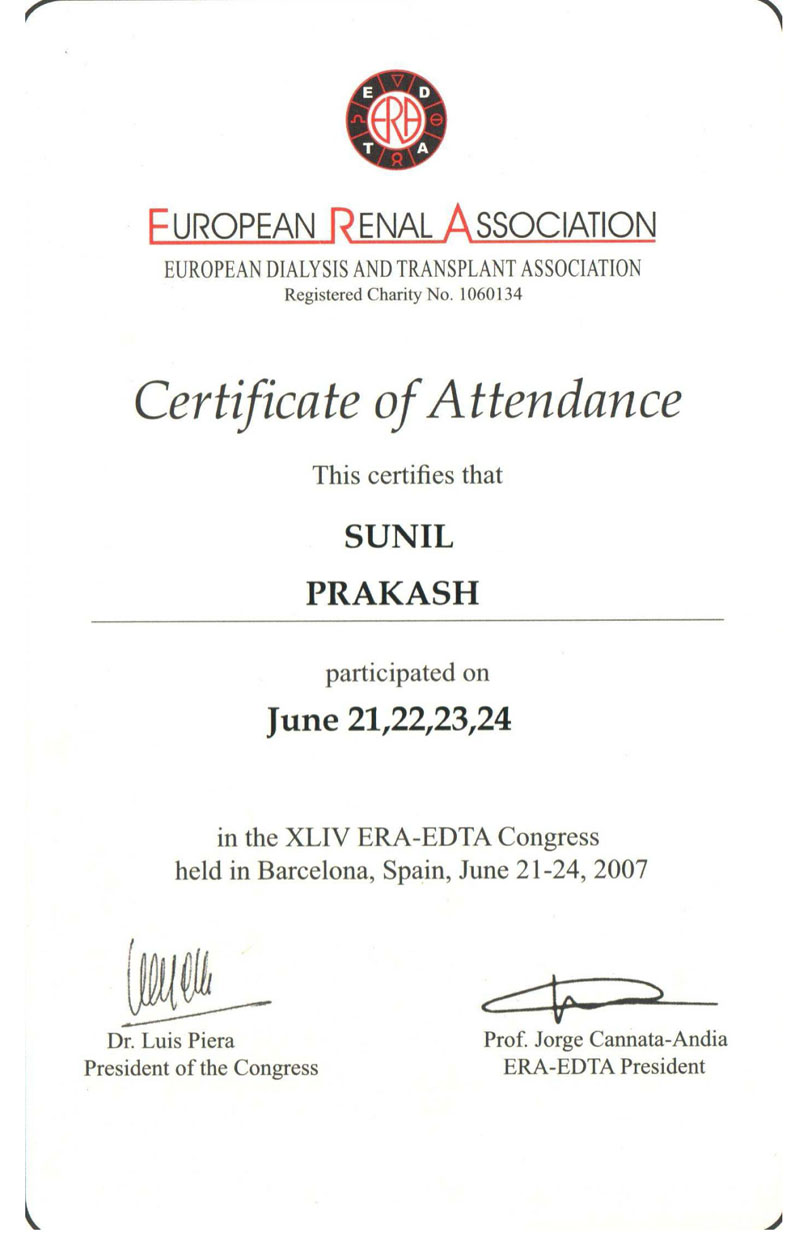 E D
ERA
T A
EUROPEAN RENAL ASSOCIATION
EUROPEAN DIALYSIS AND TRANSPLANT ASSOCIATION
Registered Charity No. 1060134
Certificate of Attendance
This certifies that
SUNIL
PRAKASH
participated on
June 21,22,23,24
in the XLIV ERA-EDTA Congress
held in Barcelona, Spain, June 21-24, 2007
Dr. Luis Piera
President of the Congress
Prof. Jorge Cannata-Andia
ERA-EDTA President